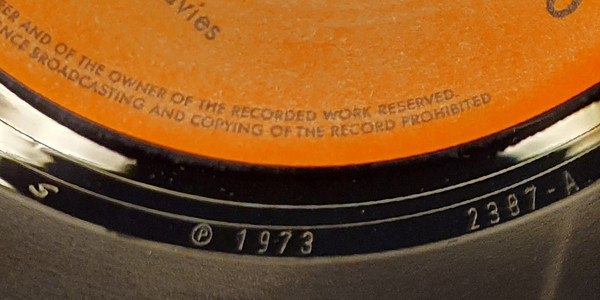 avies
BER AND OF THE OWNER OF THE RECORDED WORK RESERVED.
NCE BROADCASTING AND COPYING OF THE RECORD PROHIBITED
S
℗ 1973
2387-A